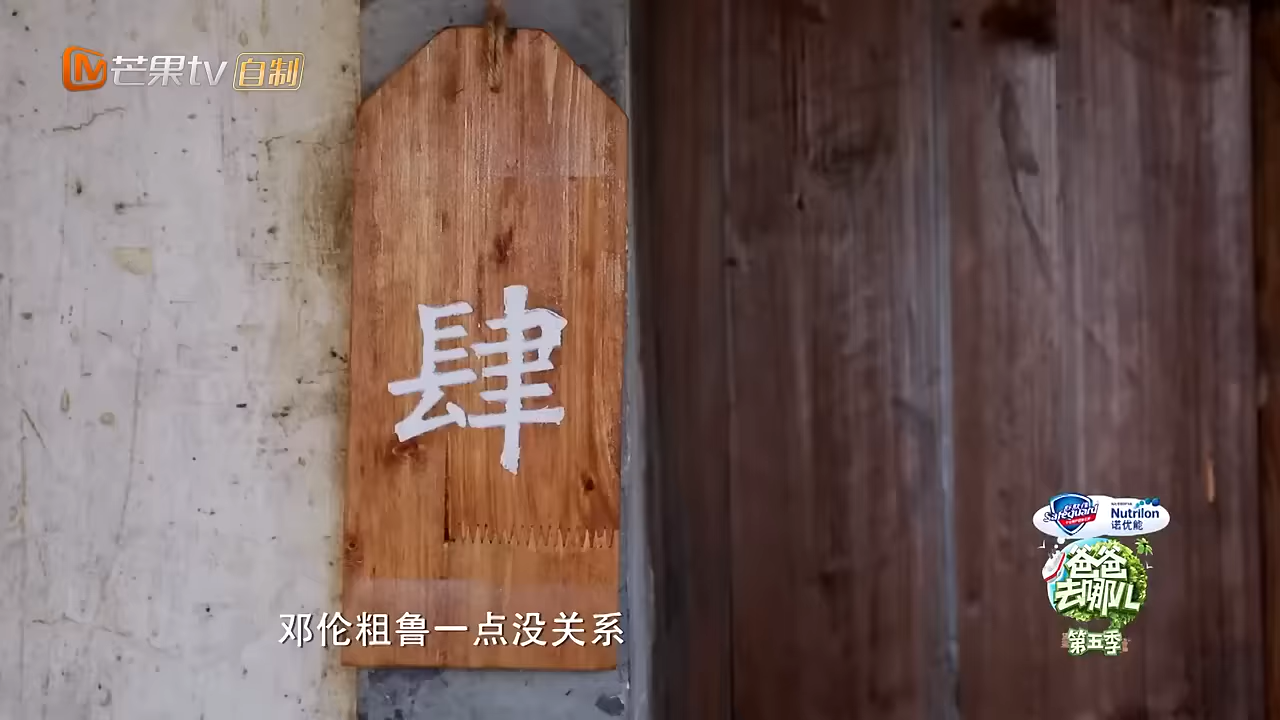 芒果tv 自制
肆
Safeguard
Nutrilon
诺优能
爸爸
去哪儿
第五季
邓伦粗鲁一点没关系